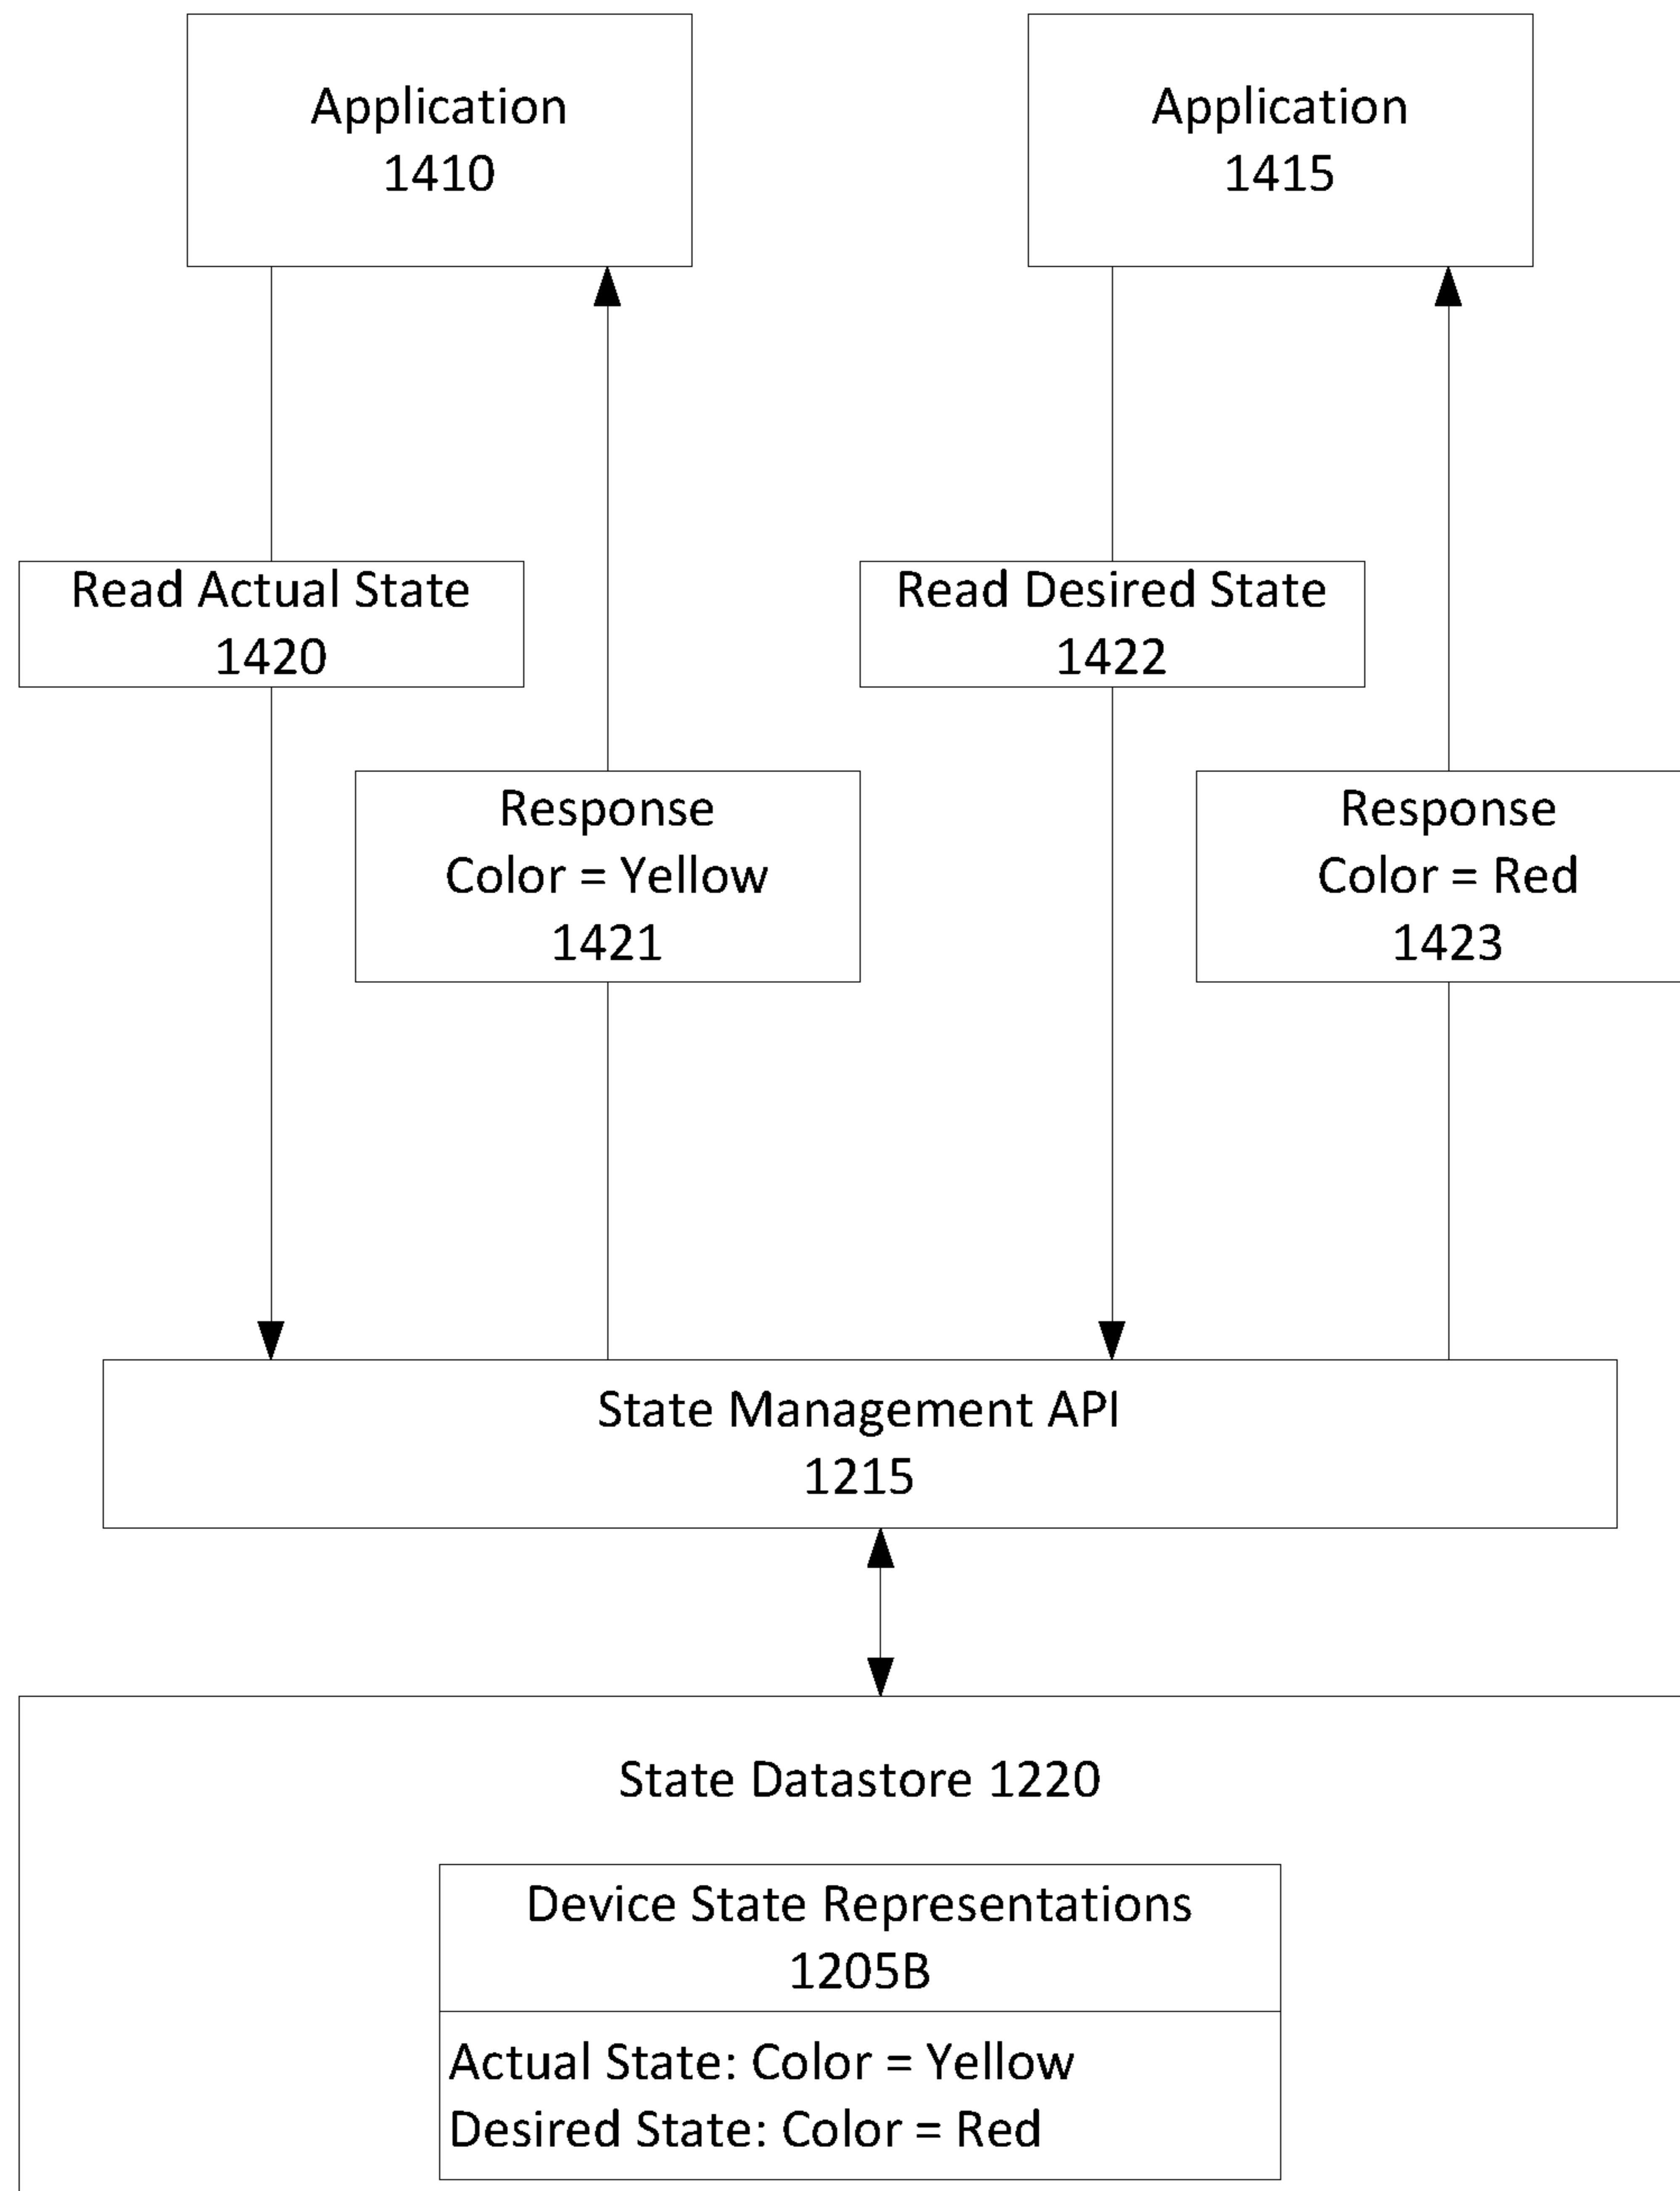 Application
1410
Application
1415
Read Actual State
1420
Read Desired State
1422
Response
Color = Yellow
1421
Response
Color = Red
1423
State Management API
1215
State Datastore 1220
Device State Representations
1205B
Actual State: Color = Yellow
Desired State: Color = Red